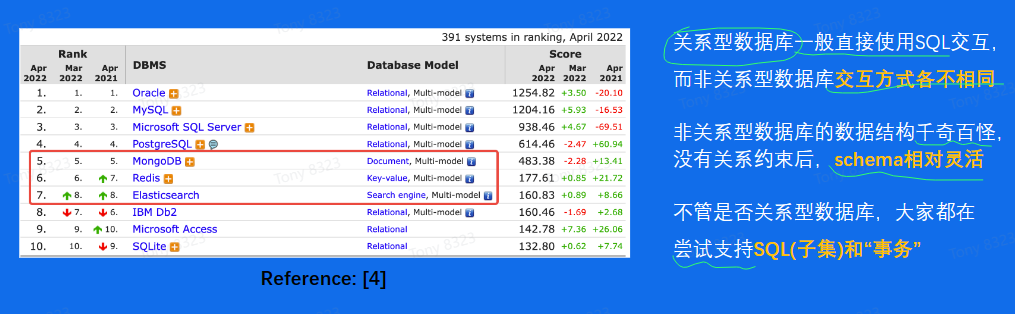 391 systems in ranking, April 2022
Rank DBMS Database Model Score
Apr 2022 Mar 2022 Apr 2021 Apr 2022 Mar 2022 Apr 2021
1. 1. 1. Oracle Relational, Multi-model 1254.82 +3.50 -20.10
2. 2. 2. MySQL Relational, Multi-model 1204.16 +5.93 -16.53
3. 3. 3. Microsoft SQL Server Relational, Multi-model 938.46 +4.67 -69.51
4. 4. 4. PostgreSQL Relational, Multi-model 614.46 -2.47 +60.94
5. 5. 5. MongoDB Document, Multi-model 483.38 -2.28 +13.41
6. 6. 7. Redis Key-value, Multi-model 177.61 +0.85 +21.72
7. 8. 8. Elasticsearch Search engine, Multi-model 160.83 +0.89 +8.66
8. 7. 6. IBM Db2 Relational, Multi-model 160.46 -1.69 +2.68
9. 9. 10. Microsoft Access Relational 142.78 +7.36 +26.06
10. 10. 9. SQLite Relational 132.80 +0.62 +7.74
Reference: [4]
关系型数据库一般直接使用SQL交互，
而非关系型数据库交互方式各不相同
非关系型数据库的数据结构千奇百怪，
没有关系约束后，schema相对灵活
不管是否关系型数据库，大家都在
尝试支持SQL(子集)和“事务”
Tony 8323